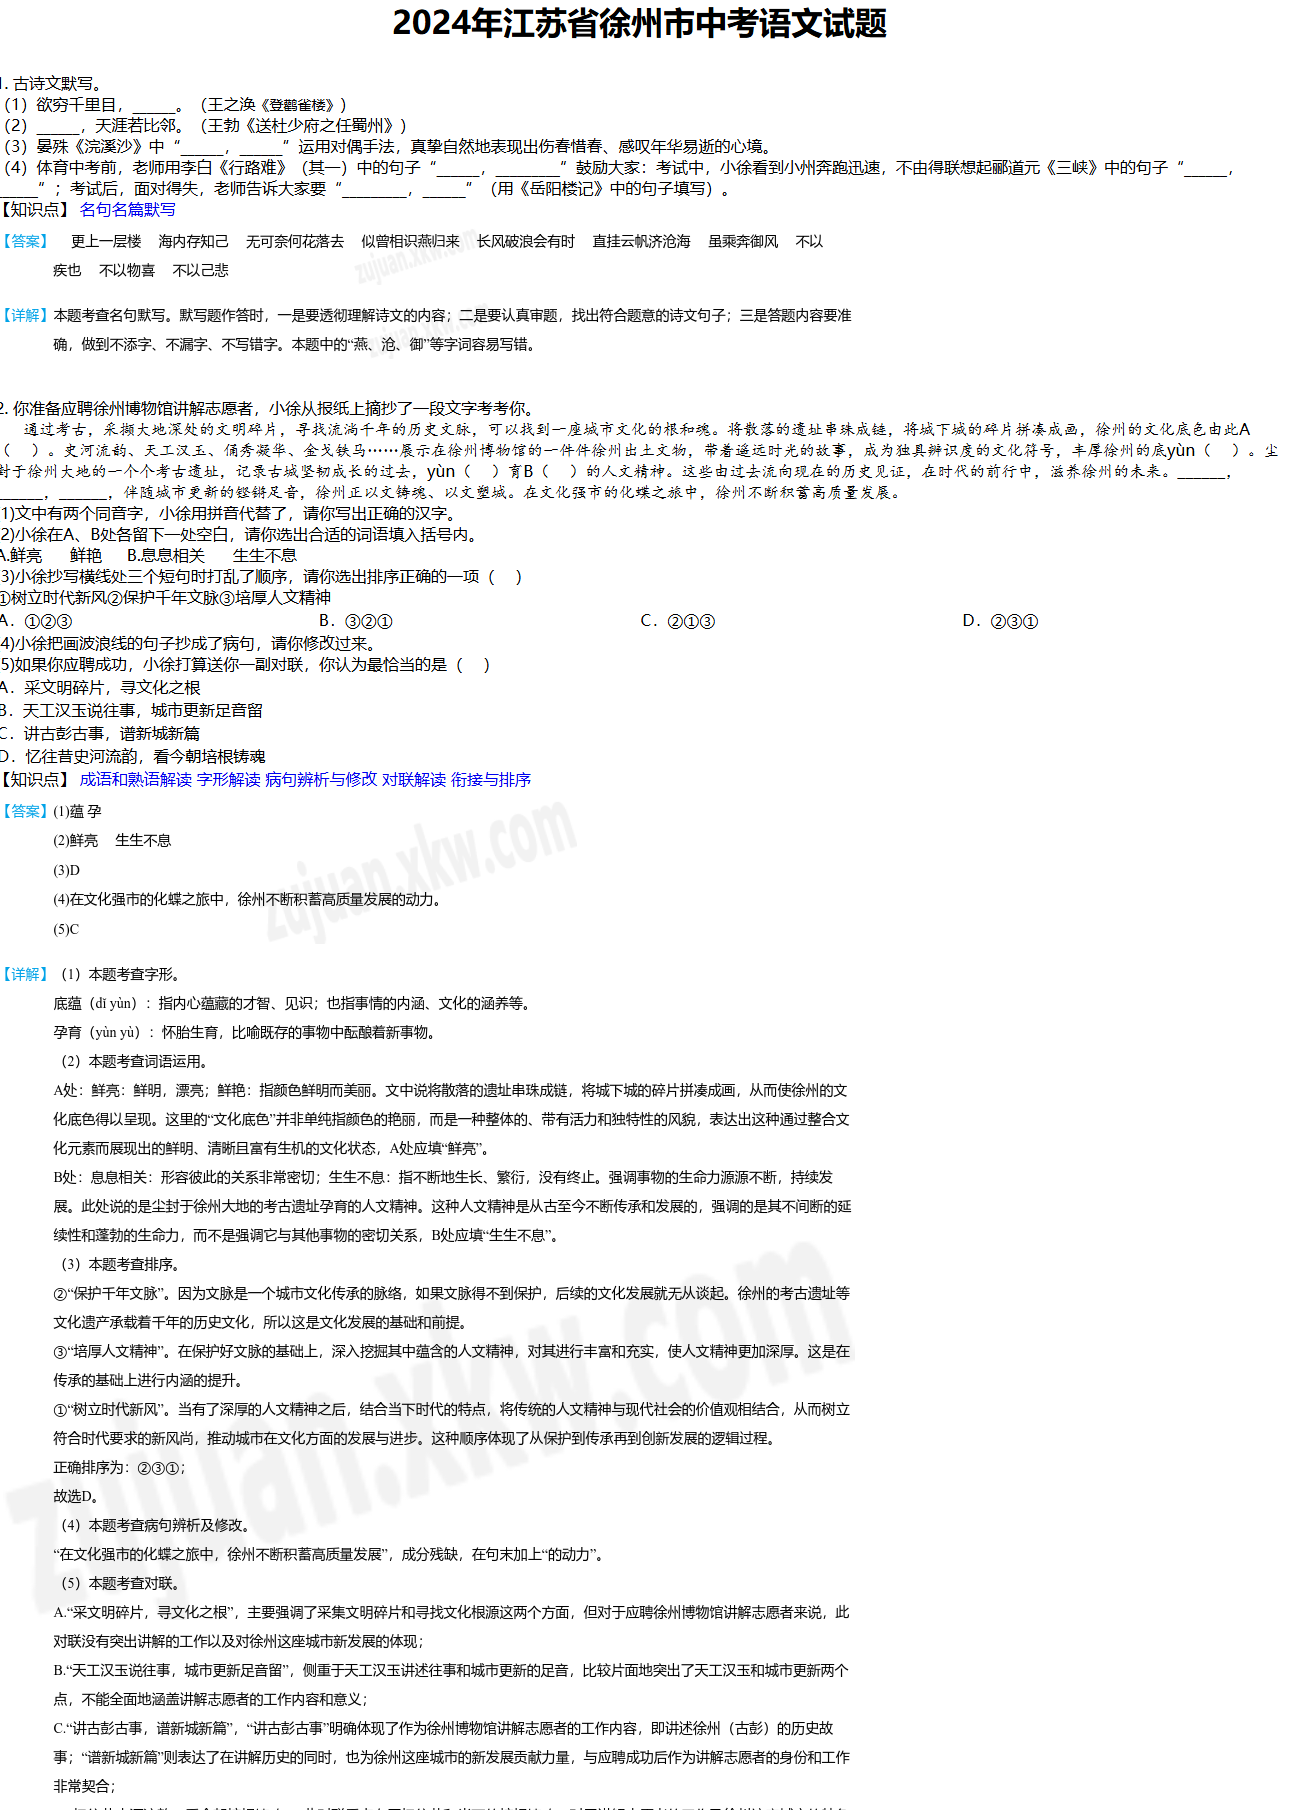 2024年江苏省徐州市中考语文试题
1. 古诗文默写。
（1）欲穷千里目，______。（王之涣《登鹳雀楼》）
（2）______，天涯若比邻。（王勃《送杜少府之任蜀州》）
（3）晏殊《浣溪沙》中“______，______”运用对偶手法，真挚自然地表现出伤春惜春、感叹年华易逝的心境。
（4）体育中考前，老师用李白《行路难》（其一）中的句子“______，_________”鼓励大家：考试中，小徐看到小州奔跑迅速，不由得联想起郦道元《三峡》中的句子“______，
______”；考试后，面对得失，老师告诉大家要“_________，______”（用《岳阳楼记》中的句子填写）。
【知识点】 名句名篇默写
【答案】 更上一层楼 海内存知己 无可奈何花落去 似曾相识燕归来 长风破浪会有时 直挂云帆济沧海 虽乘奔御风 不以
疾也 不以物喜 不以己悲
zujuan.xkw.com
【详解】本题考查名句默写。默写题作答时，一是要透彻理解诗文的内容；二是要认真审题，找出符合题意的诗文句子；三是答题内容要准
确，做到不添字、不漏字、不写错字。本题中的“燕、沧、御”等字词容易写错。
zujuan.xkw.com
2. 你准备应聘徐州博物馆讲解志愿者，小徐从报纸上摘抄了一段文字考考你。
通过考古，采撷大地深处的文明碎片，寻找流淌千年的历史文脉，可以找到一座城市文化的根和魂。将散落的遗址串珠成链，将城下城的碎片拼凑成画，徐州的文化底色由此A
（ ）。史河流韵、天工汉玉、俑秀凝华、金戈铁马……展示在徐州博物馆的一件件徐州出土文物，带着遥远时光的故事，成为独具辨识度的文化符号，丰厚徐州的底yùn（ ）。尘
封于徐州大地的一个个考古遗址，记录古城坚韧成长的过去，yùn（ ）育B（ ）的人文精神。这些由过去流向现在的历史见证，在时代的前行中，滋养徐州的未来。______，
______，______，伴随城市更新的铿锵足音，徐州正以文铸魂、以文塑城。在文化强市的化蝶之旅中，徐州不断积蓄高质量发展。
(1)文中有两个同音字，小徐用拼音代替了，请你写出正确的汉字。
(2)小徐在A、B处各留下一处空白，请你选出合适的词语填入括号内。
A.鲜亮 鲜艳 B.息息相关 生生不息
(3)小徐抄写横线处三个短句时打乱了顺序，请你选出排序正确的一项（ ）
①树立时代新风②保护千年文脉③培厚人文精神
A．①②③ B．③②① C．②①③ D．②③①
(4)小徐把画波浪线的句子抄成了病句，请你修改过来。
(5)如果你应聘成功，小徐打算送你一副对联，你认为最恰当的是（ ）
A．采文明碎片，寻文化之根
B．天工汉玉说往事，城市更新足音留
C．讲古彭古事，谱新城新篇
D．忆往昔史河流韵，看今朝培根铸魂
【知识点】 成语和熟语解读 字形解读 病句辨析与修改 对联解读 衔接与排序
【答案】(1)蕴 孕
(2)鲜亮 生生不息
(3)D
(4)在文化强市的化蝶之旅中，徐州不断积蓄高质量发展的动力。
(5)C
zujuan.xkw.com
【详解】（1）本题考查字形。
底蕴（dǐ yùn）：指内心蕴藏的才智、见识；也指事情的内涵、文化的涵养等。
孕育（yùn yù）：怀胎生育，比喻既存的事物中酝酿着新事物。
（2）本题考查词语运用。
A处：鲜亮：鲜明，漂亮；鲜艳：指颜色鲜明而美丽。文中说将散落的遗址串珠成链，将城下城的碎片拼凑成画，从而使徐州的文
化底色得以呈现。这里的“文化底色”并非单纯指颜色的艳丽，而是一种整体的、带有活力和独特性的风貌，表达出这种通过整合文
化元素而展现出的鲜明、清晰且富有生机的文化状态，A处应填“鲜亮”。
B处：息息相关：形容彼此的关系非常密切；生生不息：指不断地生长、繁衍，没有终止。强调事物的生命力源源不断，持续发
展。此处说的是尘封于徐州大地的考古遗址孕育的人文精神。这种人文精神是从古至今不断传承和发展的，强调的是其不间断的延
续性和蓬勃的生命力，而不是强调它与其他事物的密切关系，B处应填“生生不息”。
（3）本题考查排序。
②“保护千年文脉”。因为文脉是一个城市文化传承的脉络，如果文脉得不到保护，后续的文化发展就无从谈起。徐州的考古遗址等
文化遗产承载着千年的历史文化，所以这是文化发展的基础和前提。
③“培厚人文精神”。在保护好文脉的基础上，深入挖掘其中蕴含的人文精神，对其进行丰富和充实，使人文精神更加深厚。这是在
传承的基础上进行内涵的提升。
①“树立时代新风”。当有了深厚的人文精神之后，结合当下时代的特点，将传统的人文精神与现代社会的价值观相结合，从而树立
符合时代要求的新风尚，推动城市在文化方面的发展与进步。这种顺序体现了从保护到传承再到创新发展的逻辑过程。
正确排序为：②③①；
故选D。
（4）本题考查病句辨析及修改。
“在文化强市的化蝶之旅中，徐州不断积蓄高质量发展”，成分残缺，在句末加上“的动力”。
（5）本题考查对联。
A.“采文明碎片，寻文化之根”，主要强调了采集文明碎片和寻找文化根源这两个方面，但对于应聘徐州博物馆讲解志愿者来说，此
对联没有突出讲解的工作以及对徐州这座城市新发展的体现；
B.“天工汉玉说往事，城市更新足音留”，侧重于天工汉玉讲述往事和城市更新的足音，比较片面地突出了天工汉玉和城市更新两个
点，不能全面地涵盖讲解志愿者的工作内容和意义；
C.“讲古彭古事，谱新城新篇”，“讲古彭古事”明确体现了作为徐州博物馆讲解志愿者的工作内容，即讲述徐州（古彭）的历史故
事；“谱新城新篇”则表达了在讲解历史的同时，也为徐州这座城市的新发展贡献力量，与应聘成功后作为讲解志愿者的身份和工作
非常契合；
zujuan.xkw.com